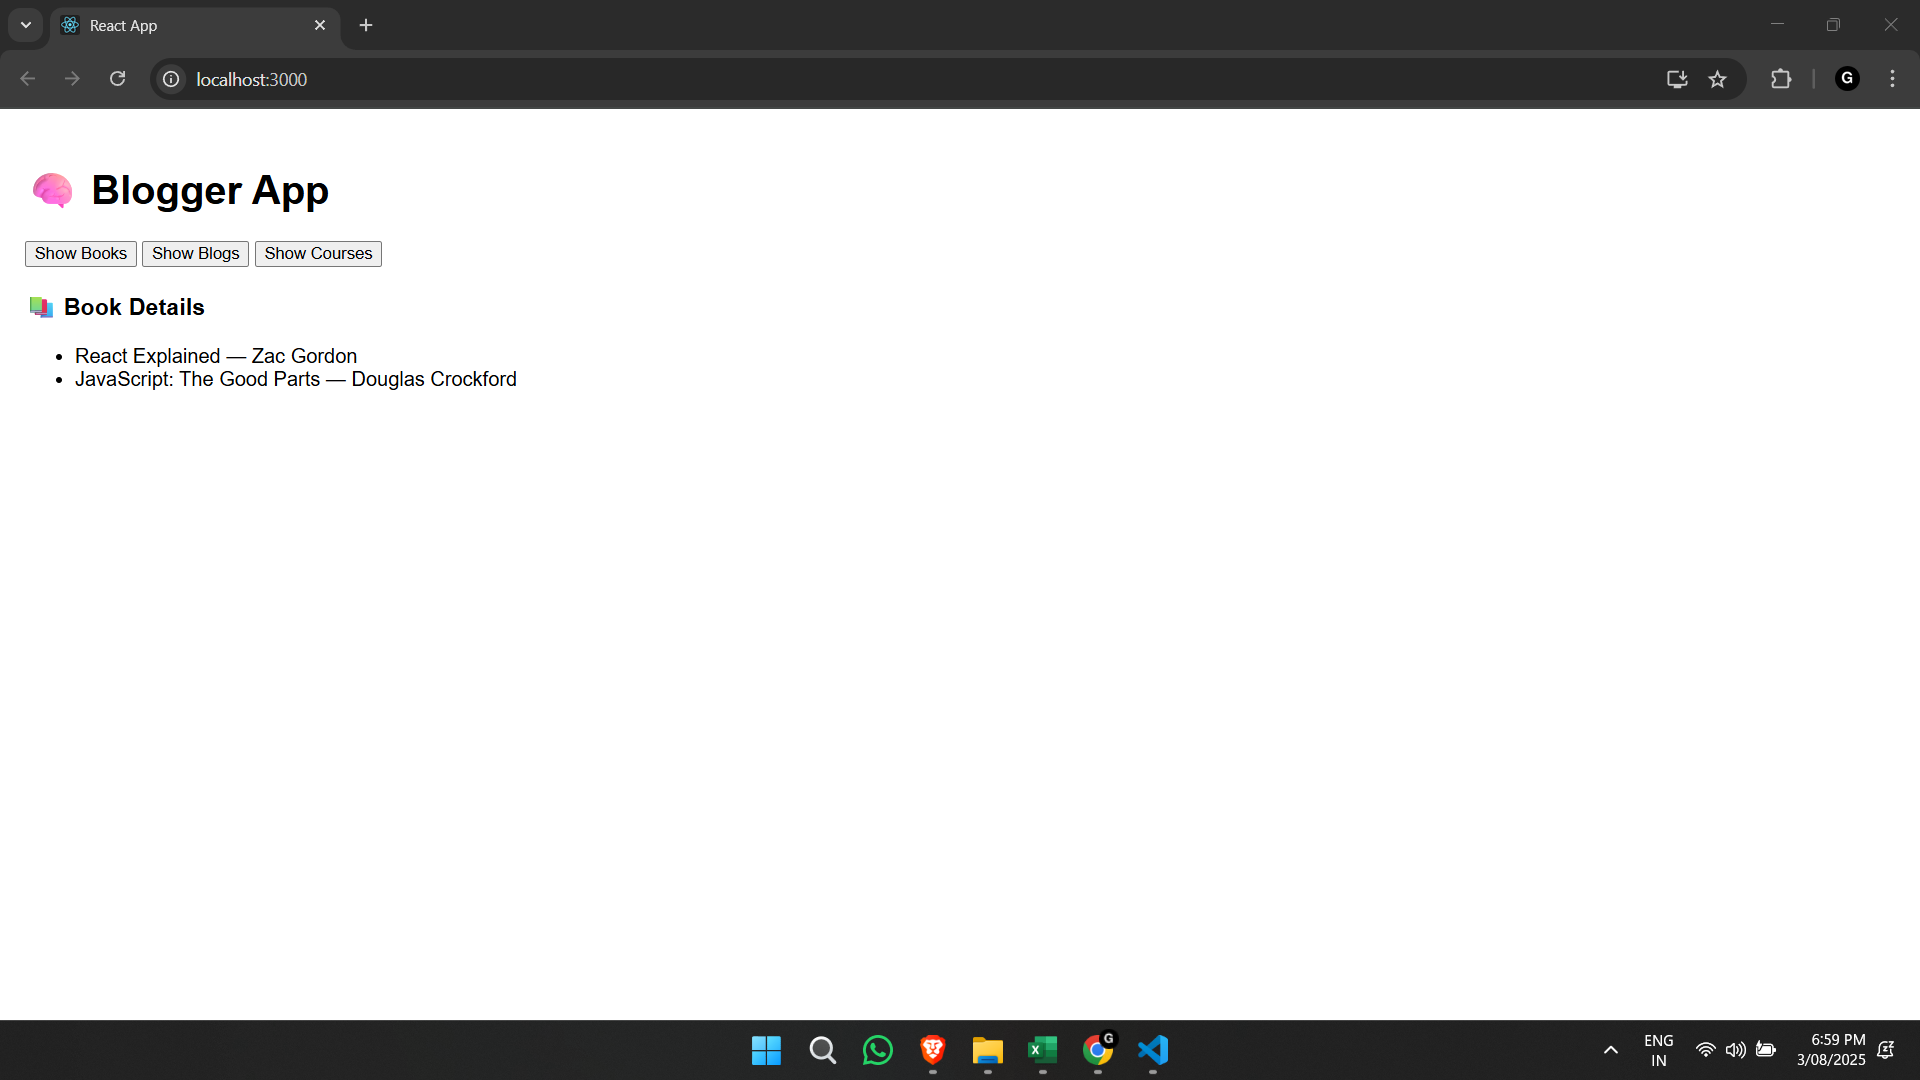 React App
localhost:3000
G
Blogger App
Show Books Show Blogs Show Courses
Book Details
React Explained — Zac Gordon
JavaScript: The Good Parts — Douglas Crockford
G
ENG
IN
6:59 PM
3/08/2025